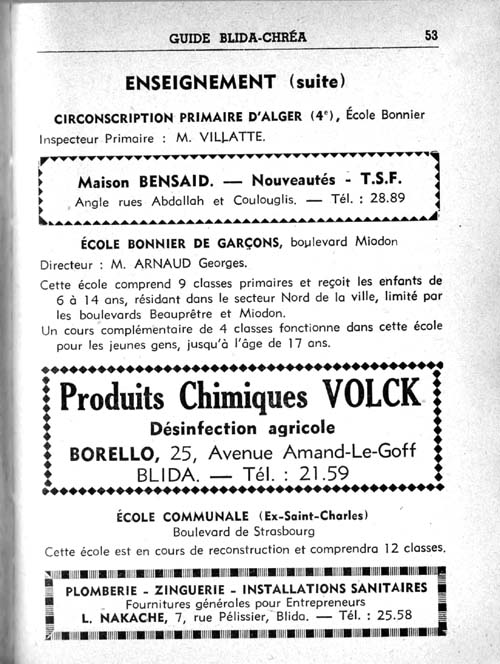 GUIDE BLIDA-CHRÉA 53
ENSEIGNEMENT (suite)
CIRCONSCRIPTION PRIMAIRE D'ALGER (4e), École Bonnier
Inspecteur Primaire : M. VILLATTE.
Maison BENSAID. — Nouveautés - T.S.F.
Angle rues Abdallah et Coulouglis. — Tél. : 28.89
ÉCOLE BONNIER DE GARÇONS, boulevard Miodon
Directeur : M. ARNAUD Georges.
Cette école comprend 9 classes primaires et reçoit les enfants de
6 à 14 ans, résidant dans le secteur Nord de la ville, limité par
les boulevards Beauprêtre et Miodon.
Un cours complémentaire de 4 classes fonctionne dans cette école
pour les jeunes gens, jusqu'à l'âge de 17 ans.
Produits Chimiques VOLCK
Désinfection agricole
BORELLO, 25, Avenue Amand-Le-Goff
BLIDA. — Tél. : 21.59
ÉCOLE COMMUNALE (Ex-Saint-Charles)
Boulevard de Strasbourg
Cette école est en cours de reconstruction et comprendra 12 classes.
PLOMBERIE - ZINGUERIE - INSTALLATIONS SANITAIRES
Fournitures générales pour Entrepreneurs
L. NAKACHE, 7, rue Pélissier, Blida. — Tél. : 25.58